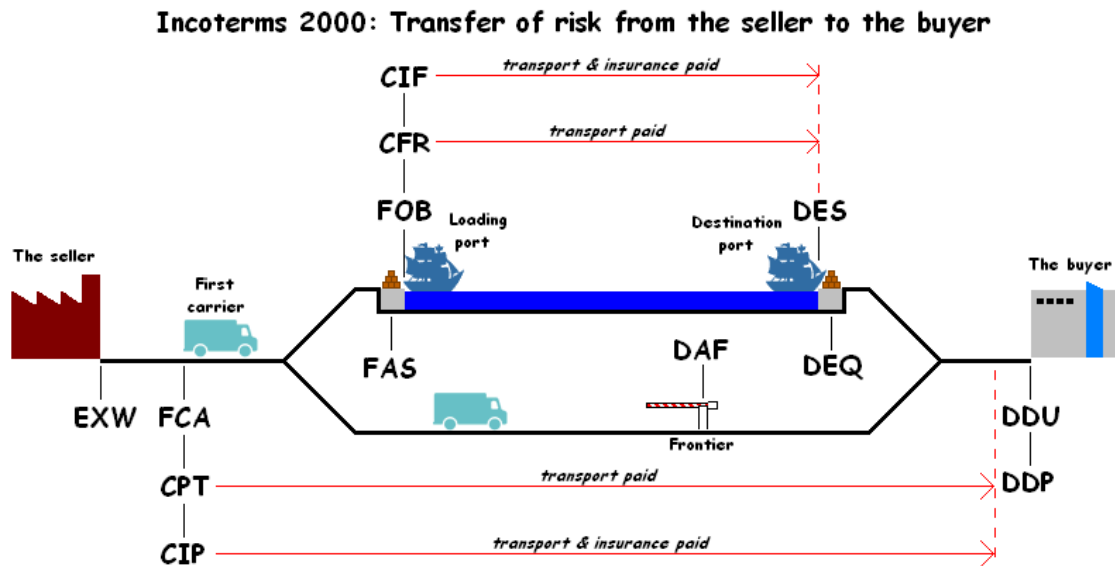 Incoterms 2000: Transfer of risk from the seller to the buyer
CIF
transport & insurance paid
CFR
transport paid
FOB
Loading
port
Destination
port
DES
The seller
First
carrier
The buyer
FAS
DAF
DEQ
EXW
FCA
Frontier
DDU
CPT
transport paid
DDP
CIP
transport & insurance paid